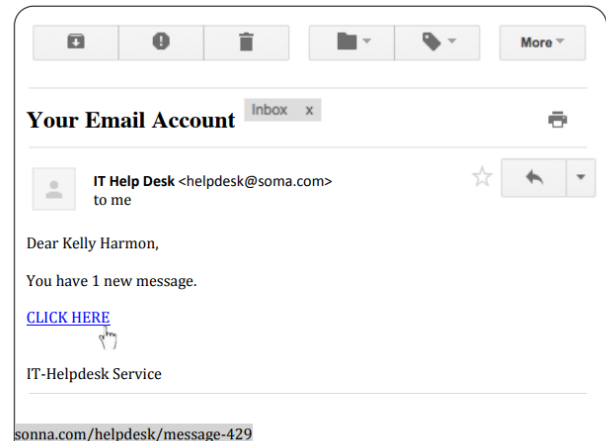 More
Your Email Account Inbox x
IT Help Desk <helpdesk@soma.com>
to me
Dear Kelly Harmon,
You have 1 new message.
CLICK HERE
IT-Helpdesk Service
sonna.com/helpdesk/message-429